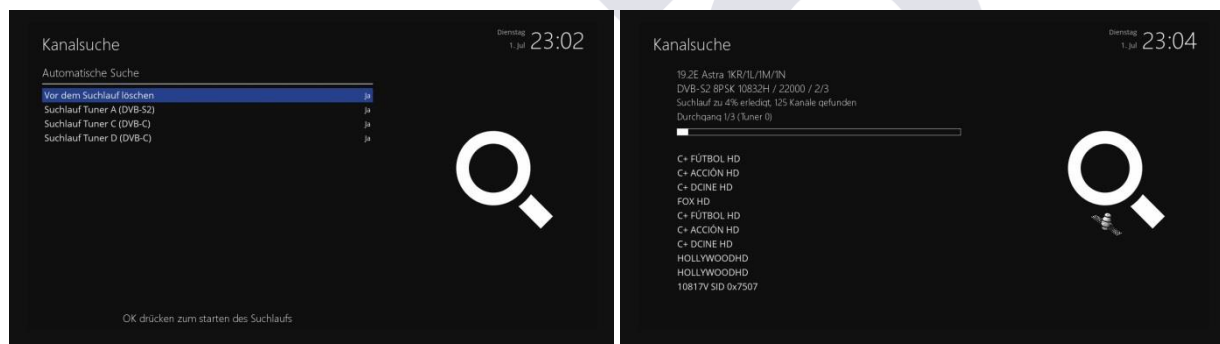 Kanalsuche
Dienstag
1. Jul 23:02
Automatische Suche
Vor dem Suchlauf löschen Ja
Suchlauf Tuner A (DVB-S2) Ja
Suchlauf Tuner C (DVB-C) Ja
Suchlauf Tuner D (DVB-C) Ja
OK drücken zum starten des Suchlaufs
Kanalsuche
Dienstag
1. Jul 23:04
19.2E Astra 1KR/1L/1M/1N
DVB-S2 8PSK 10832H / 22000 / 2/3
Suchlauf zu 4% erledigt, 125 Kanäle gefunden
Durchgang 1/3 (Tuner 0)
C+ FÚTBOL HD
C+ ACCIÓN HD
C+ DCINE HD
FOX HD
C+ FÚTBOL HD
C+ ACCIÓN HD
C+ DCINE HD
HOLLYWOODHD
HOLLYWOODHD
10817V SID 0x7507